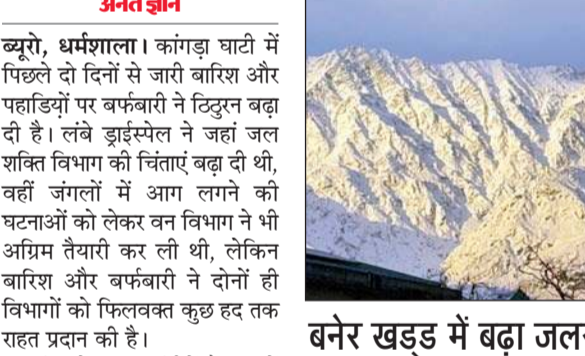 अनंत ज्ञान
ब्यूरो, धर्मशाला। कांगड़ा घाटी में
पिछले दो दिनों से जारी बारिश और
पहाडिय़ों पर बर्फबारी ने ठिठुरन बढ़ा
दी है। लंबे ड्राईस्पेल ने जहां जल
शक्ति विभाग की चिंताएं बढ़ा दी थी,
वहीं जंगलों में आग लगने की
घटनाओं को लेकर वन विभाग ने भी
अग्रिम तैयारी कर ली थी, लेकिन
बारिश और बर्फबारी ने दोनों ही
विभागों को फिलवक्त कुछ हद तक
राहत प्रदान की है।
बनेर खड्ड में बढ़ा